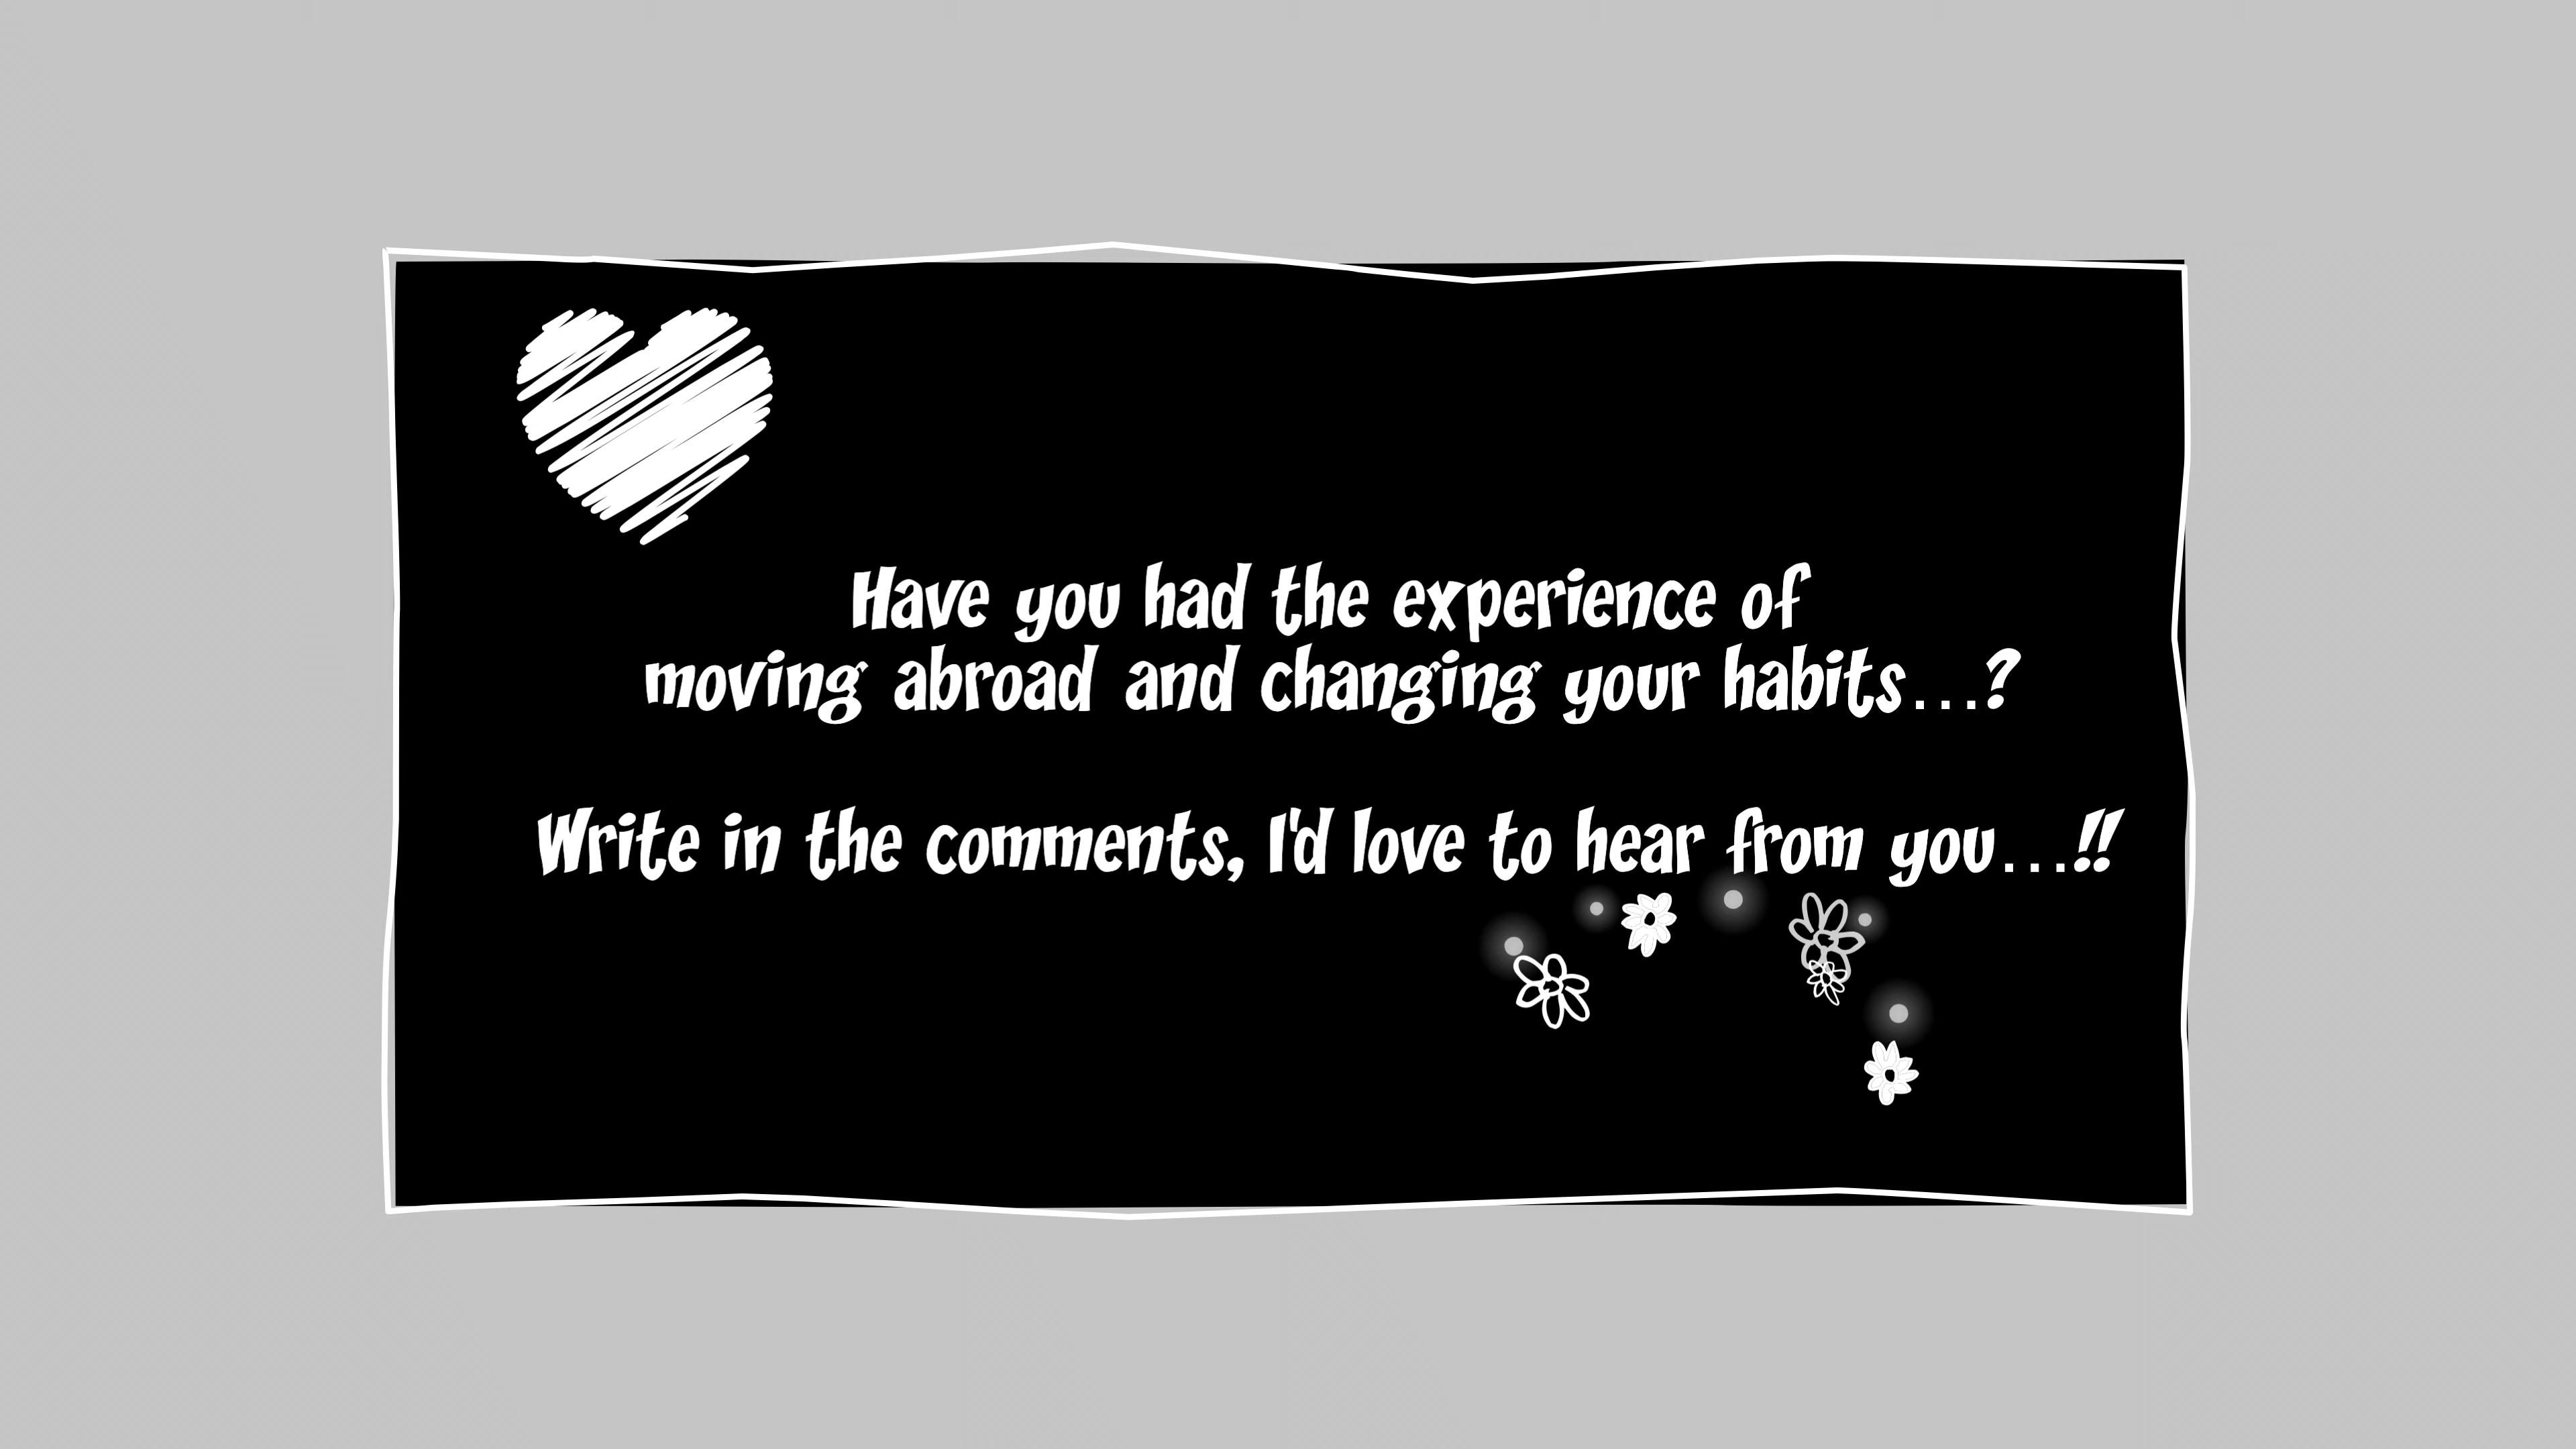 Have you had the experience of
moving abroad and changing your habits...?
Write in the comments, I'd love to hear from you...!!